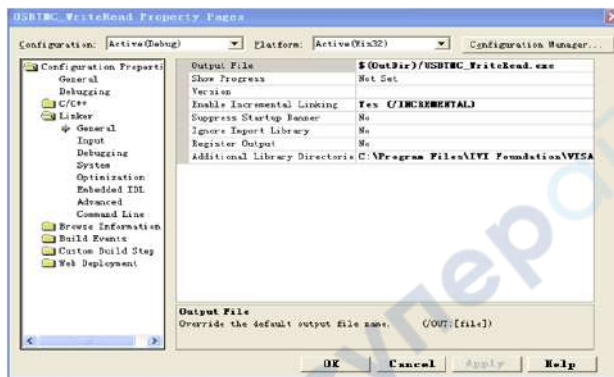 USBTMC_WriteRead Property Pages
Configuration: Active(Debug) Platform: Active(Win32) Configuration Manager...
Configuration Properti
General
Debugging
C/C++
Linker
General
Input
Debugging
System
Optimization
Embedded IDL
Advanced
Command Line
Browse Information
Build Events
Custom Build Step
Web Deployment
Output File $(OutDir)/USBTMC_WriteRead.exe
Show Progress Not Set
Version
Enable Incremental Linking Yes (/INCREMENTAL)
Suppress Startup Banner No
Ignore Import Library No
Register Output No
Additional Library Directorie C:\Program Files\IVI Foundation\VISA
Output File
Override the default output file name. (/OUT:[file])
OK Cancel Apply Help